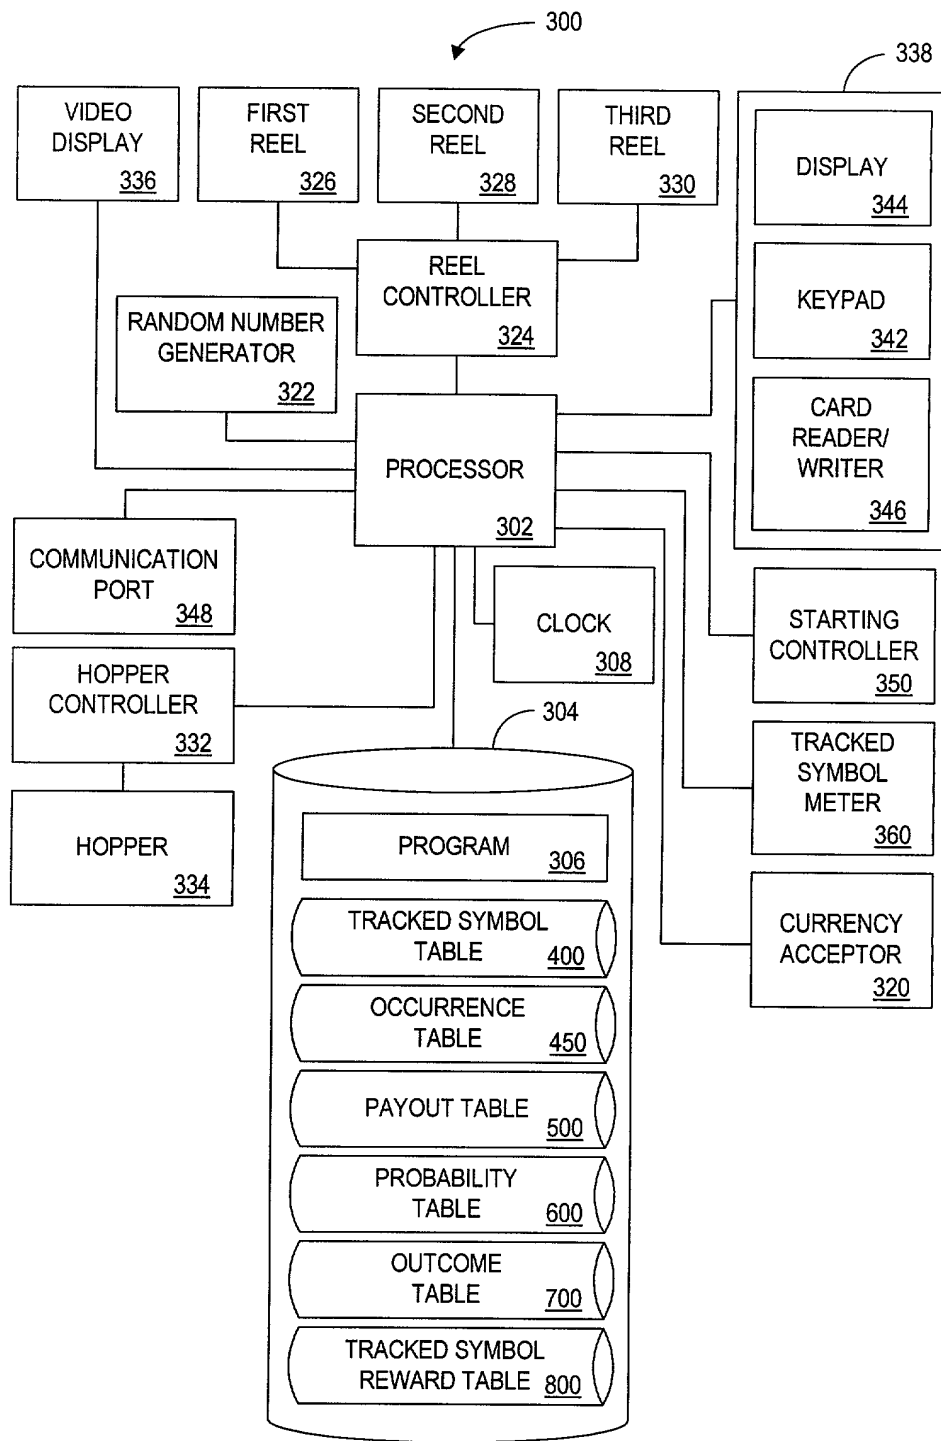 300
338
VIDEO
DISPLAY
336
FIRST
REEL
326
SECOND
REEL
328
THIRD
REEL
330
DISPLAY
344
REEL
CONTROLLER
324
KEYPAD
342
RANDOM NUMBER
GENERATOR
322
CARD
READER/
WRITER
346
PROCESSOR
302
COMMUNICATION
PORT
348
CLOCK
308
STARTING
CONTROLLER
350
HOPPER
CONTROLLER
332
304
TRACKED
SYMBOL
METER
360
HOPPER
334
PROGRAM
306
TRACKED SYMBOL
TABLE
400
CURRENCY
ACCEPTOR
320
OCCURRENCE
TABLE
450
PAYOUT TABLE
500
PROBABILITY
TABLE
600
OUTCOME
TABLE
700
TRACKED SYMBOL
REWARD TABLE
800